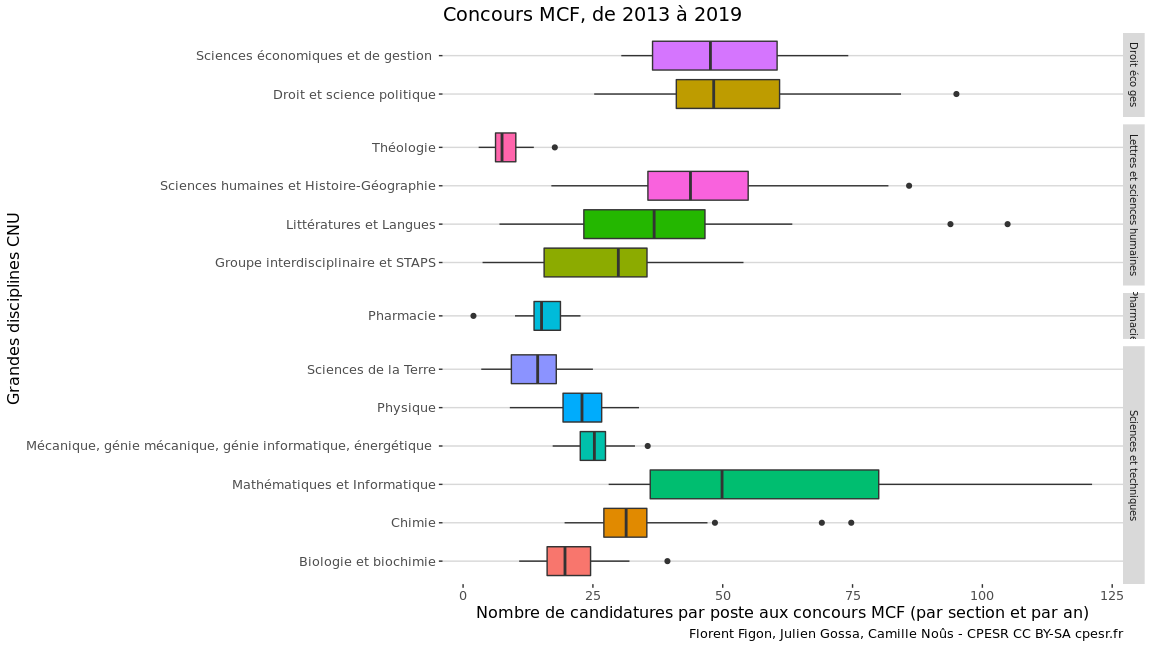 Concours MCF, de 2013 à 2019
Grandes disciplines CNU
Sciences économiques et de gestion
Droit et science politique
Droit éco ges
Théologie
Sciences humaines et Histoire-Géographie
Littératures et Langues
Groupe interdisciplinaire et STAPS
Lettres et sciences humaines
Pharmacie
Pharmacie
Sciences de la Terre
Physique
Mécanique, génie mécanique, génie informatique, énergétique
Mathématiques et Informatique
Chimie
Biologie et biochimie
Sciences et techniques
0 25 50 75 100 125
Nombre de candidatures par poste aux concours MCF (par section et par an)
Florent Figon, Julien Gossa, Camille Noûs - CPESR CC BY-SA cpesr.fr